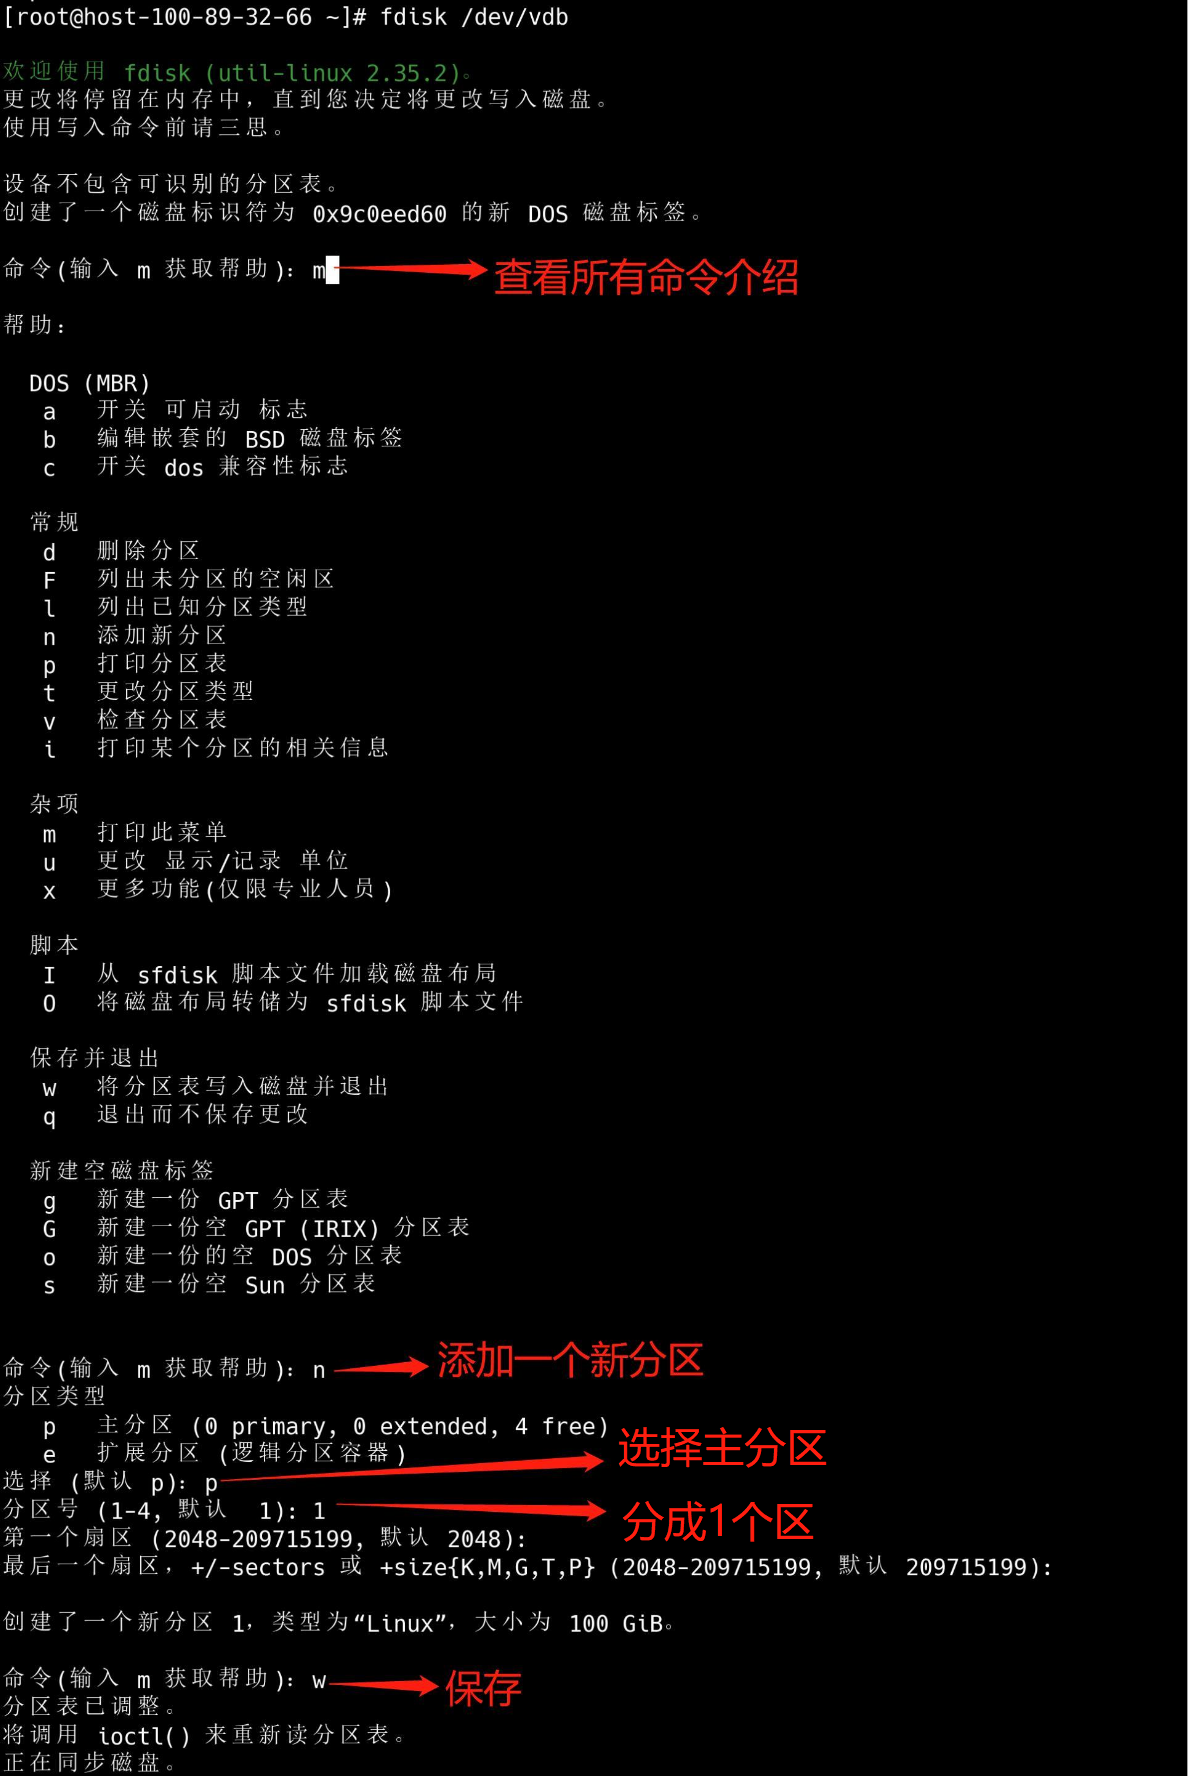 [root@host-100-89-32-66 ~]# fdisk /dev/vdb
欢迎使用 fdisk (util-linux 2.35.2)。
更改将停留在内存中，直到您决定将更改写入磁盘。
使用写入命令前请三思。
设备不包含可识别的分区表。
创建了一个磁盘标识符为 0x9c0eed60 的新 DOS 磁盘标签。
命令(输入 m 获取帮助)：m 查看所有命令介绍
帮助：
DOS (MBR)
a 开关 可启动 标志
b 编辑嵌套的 BSD 磁盘标签
c 开关 dos 兼容性标志
常规
d 删除分区
F 列出未分区的空闲区
l 列出已知分区类型
n 添加新分区
p 打印分区表
t 更改分区类型
v 检查分区表
i 打印某个分区的相关信息
杂项
m 打印此菜单
u 更改 显示/记录 单位
x 更多功能(仅限专业人员)
脚本
I 从 sfdisk 脚本文件加载磁盘布局
O 将磁盘布局转储为 sfdisk 脚本文件
保存并退出
w 将分区表写入磁盘并退出
q 退出而不保存更改
新建空磁盘标签
g 新建一份 GPT 分区表
G 新建一份空 GPT (IRIX) 分区表
o 新建一份的空 DOS 分区表
s 新建一份空 Sun 分区表
命令(输入 m 获取帮助)：n 添加一个新分区
分区类型
p 主分区 (0 primary, 0 extended, 4 free)
e 扩展分区 (逻辑分区容器)
选择 (默认 p)：p 选择主分区
分区号 (1-4, 默认 1): 1 分成1个区
第一个扇区 (2048-209715199, 默认 2048):
最后一个扇区，+/-sectors 或 +size{K,M,G,T,P} (2048-209715199, 默认 209715199):
创建了一个新分区 1，类型为“Linux”，大小为 100 GiB。
命令(输入 m 获取帮助)：w 保存
分区表已调整。
将调用 ioctl() 来重新读分区表。
正在同步磁盘。